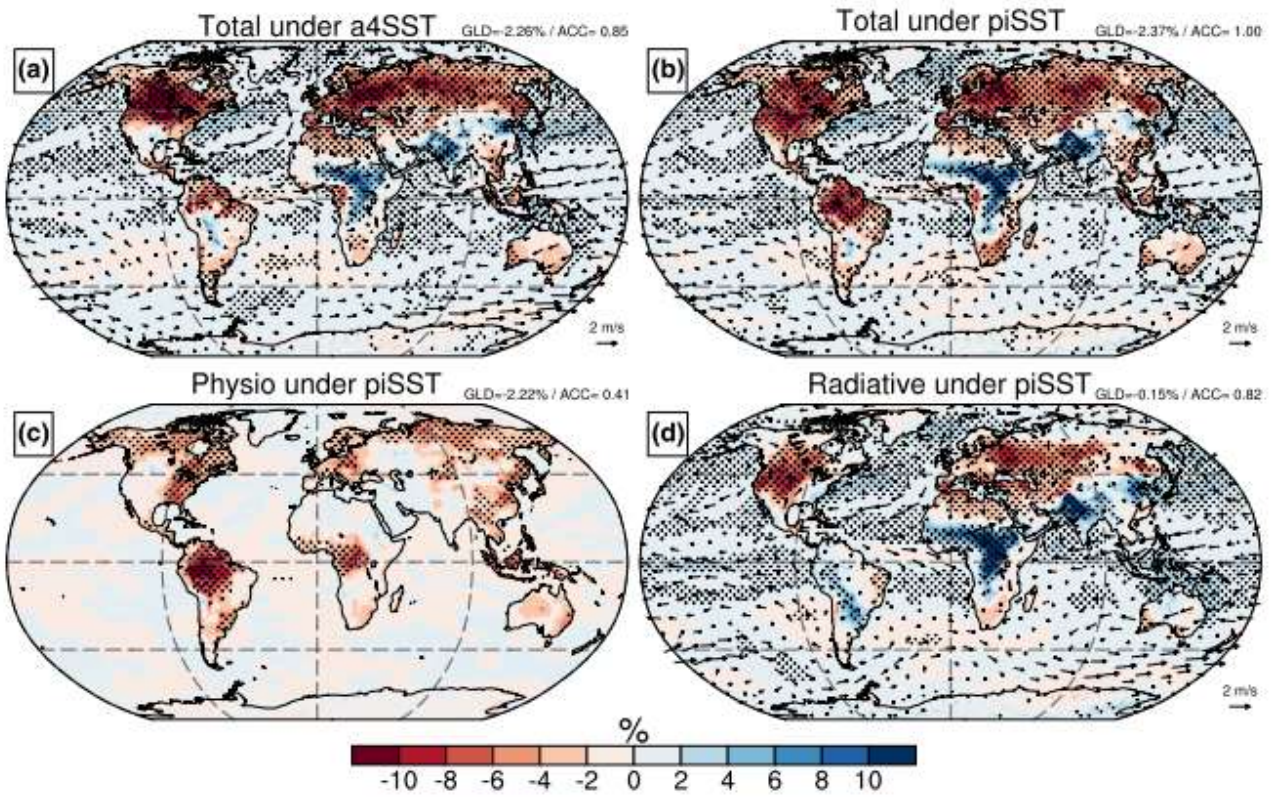 Total under a4SST GLD=-2.26% / ACC= 0.85
(a)
2 m/s
Total under piSST GLD=-2.37% / ACC= 1.00
(b)
2 m/s
Physio under piSST GLD=-2.22% / ACC= 0.41
(c)
Radiative under piSST GLD=-0.15% / ACC= 0.82
(d)
2 m/s
%
-10 -8 -6 -4 -2 0 2 4 6 8 10